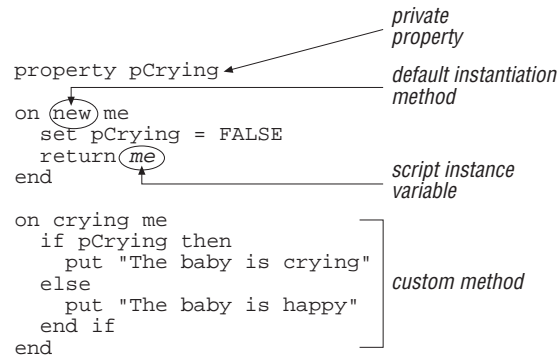 private
property
property pCrying
default instantiation
method
on new me
  set pCrying = FALSE
  return me
end
script instance
variable
on crying me
  if pCrying then
    put "The baby is crying"
  else
    put "The baby is happy"
  end if
end
custom method